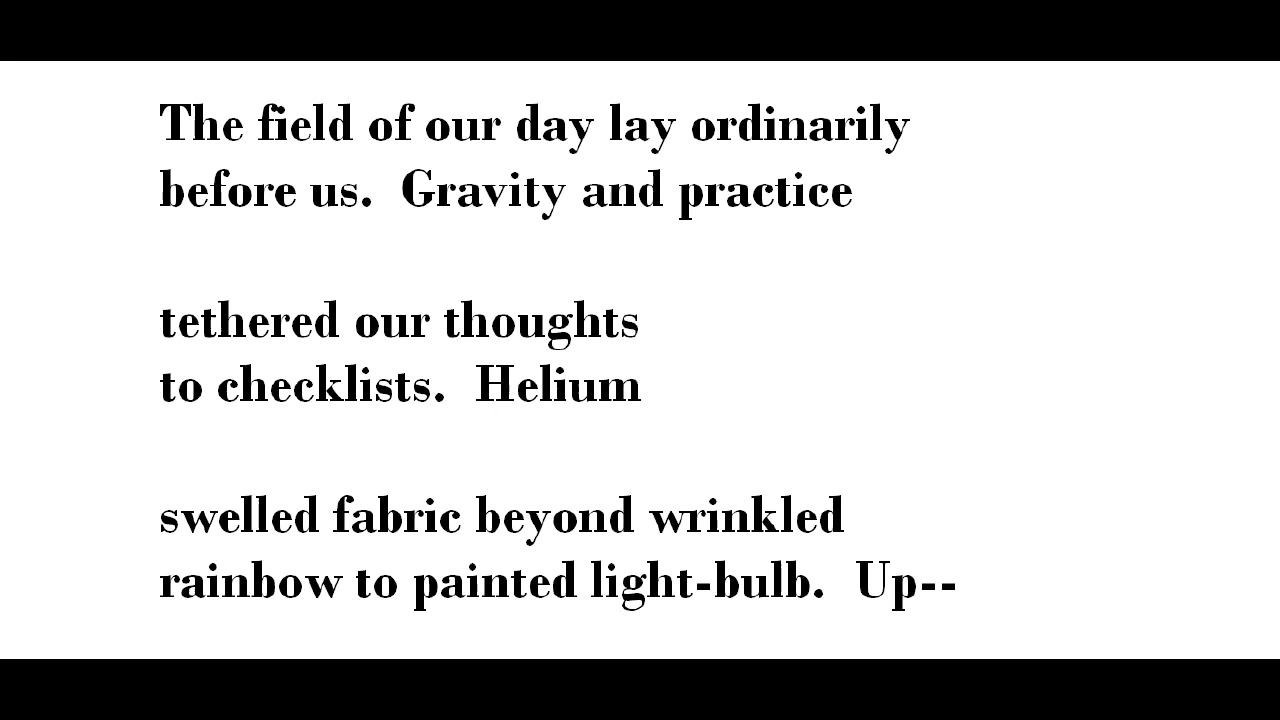 The field of our day lay ordinarily
before us.  Gravity and practice
tethered our thoughts
to checklists.  Helium
swelled fabric beyond wrinkled
rainbow to painted light-bulb.  Up--